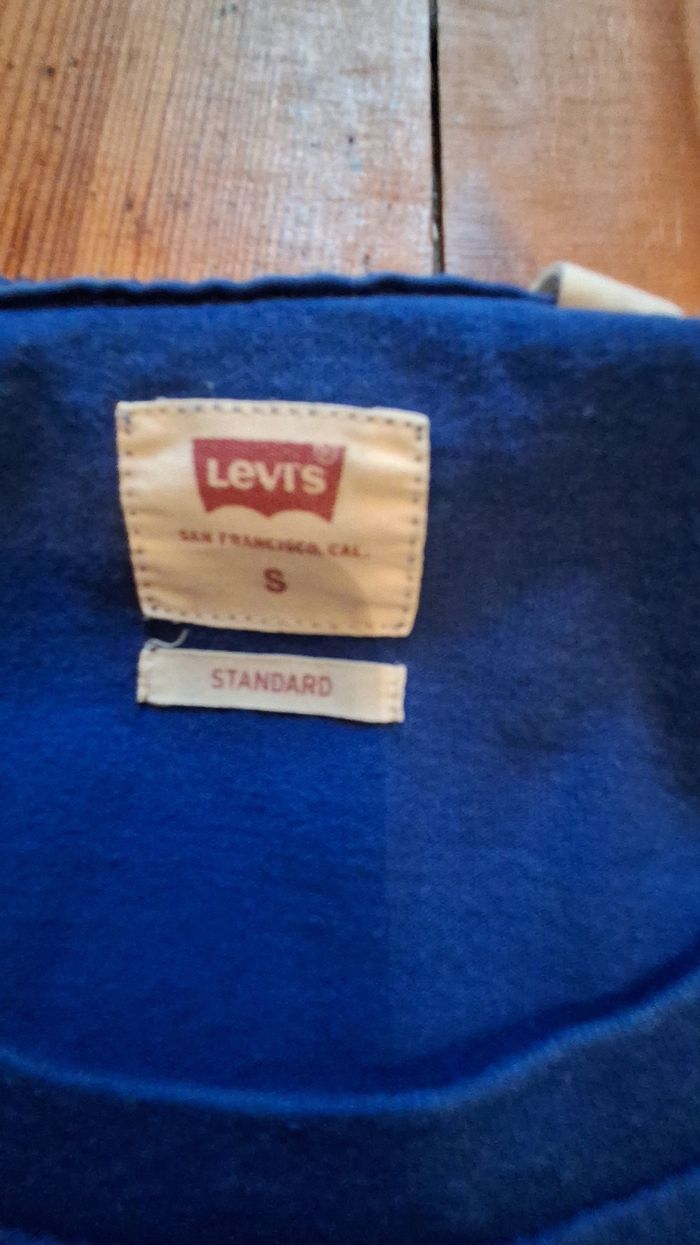 LEVI'S
SAN FRANCISCO, CAL.
S
STANDARD